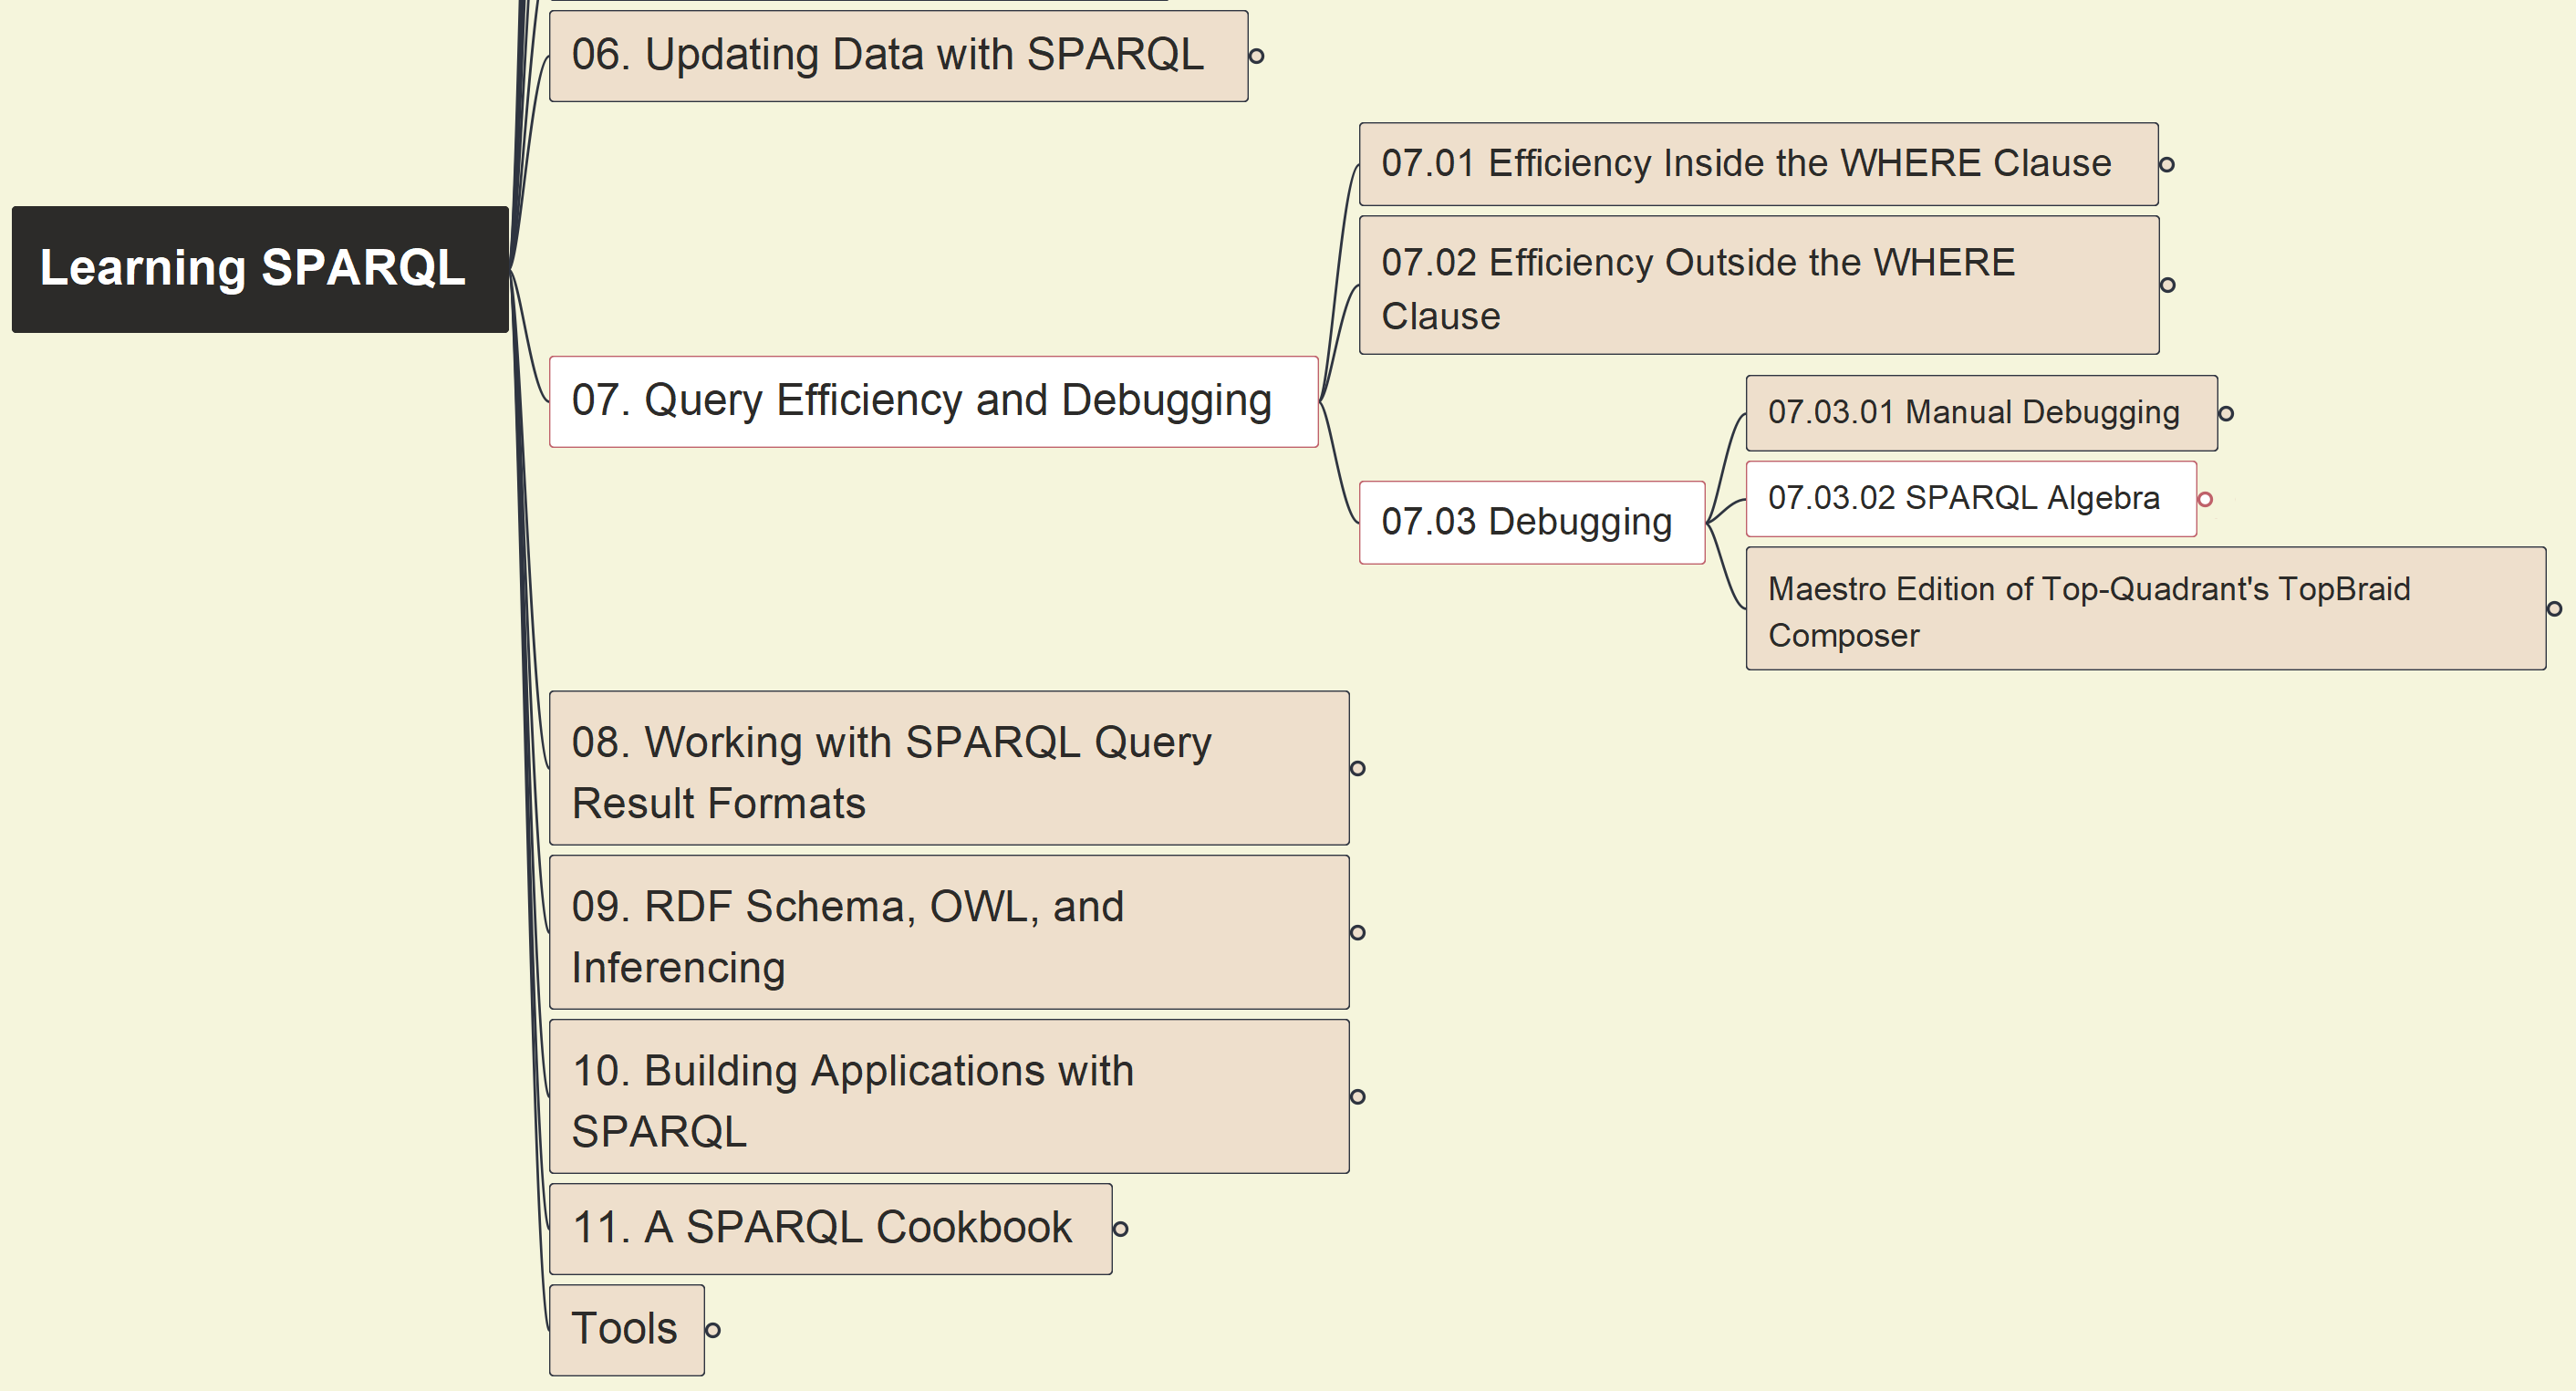 06. Updating Data with SPARQL
07.01 Efficiency Inside the WHERE Clause
07.02 Efficiency Outside the WHERE
Clause
Learning SPARQL
07. Query Efficiency and Debugging
07.03.01 Manual Debugging
07.03.02 SPARQL Algebra
07.03 Debugging
Maestro Edition of Top-Quadrant's TopBraid
Composer
08. Working with SPARQL Query
Result Formats
09. RDF Schema, OWL, and
Inferencing
10. Building Applications with
SPARQL
11. A SPARQL Cookbook
Tools